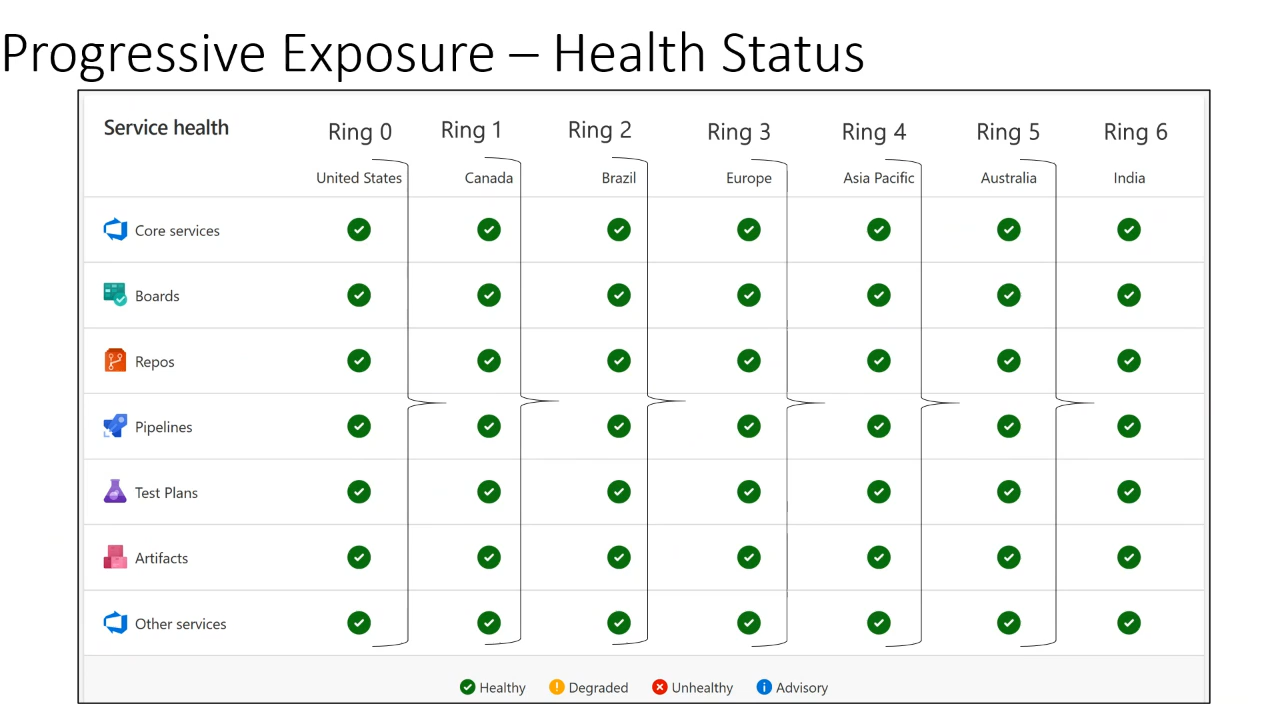 Progressive Exposure – Health Status
Service health
Ring 0 Ring 1 Ring 2 Ring 3 Ring 4 Ring 5 Ring 6
United States Canada Brazil Europe Asia Pacific Australia India
Core services
Boards
Repos
Pipelines
Test Plans
Artifacts
Other services
Healthy Degraded Unhealthy Advisory